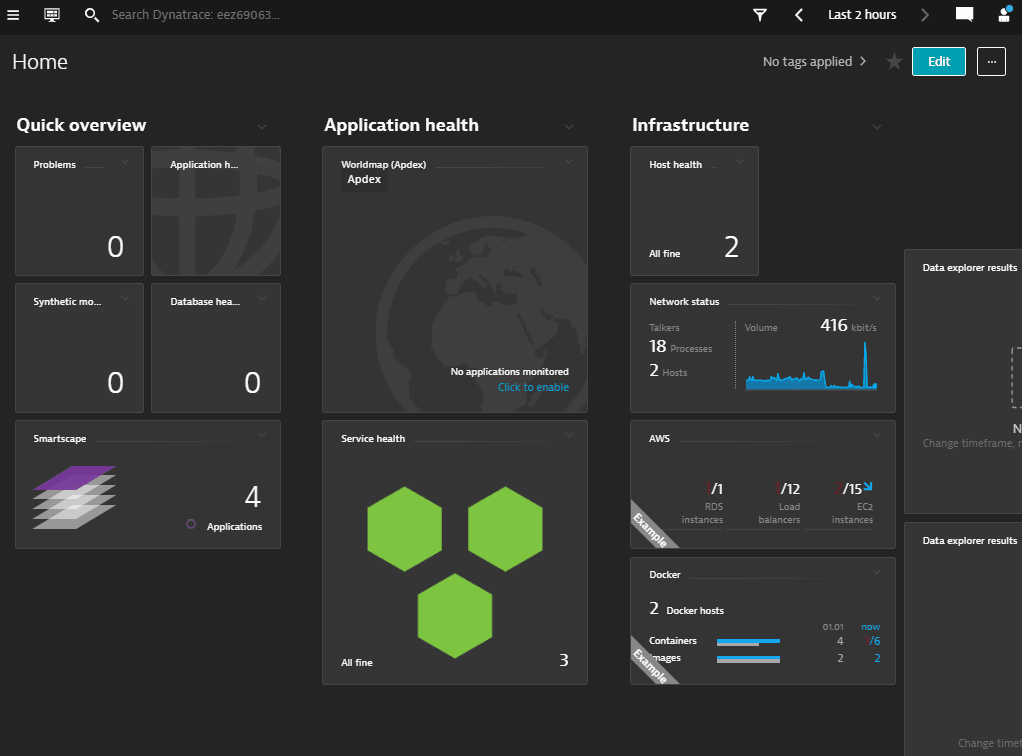 Search Dynatrace: eez69063...
Last 2 hours
Home
No tags applied
Edit
...
Quick overview
Problems
0
Application h...
Synthetic mo...
0
Database hea...
0
Smartscape
4
Applications
Application health
Worldmap (Apdex)
Apdex
No applications monitored
Click to enable
Service health
All fine
3
Infrastructure
Host health
All fine
2
Network status
Talkers
18 Processes
2 Hosts
Volume
416 kbit/s
AWS
/1
RDS
instances
/12
Load
balancers
/15
EC2
instances
Example
Docker
2 Docker hosts
01.01 now
Containers 4 /6
mages 2 2
Example
Data explorer results
N
Change timeframe, r
Data explorer results
Change timef